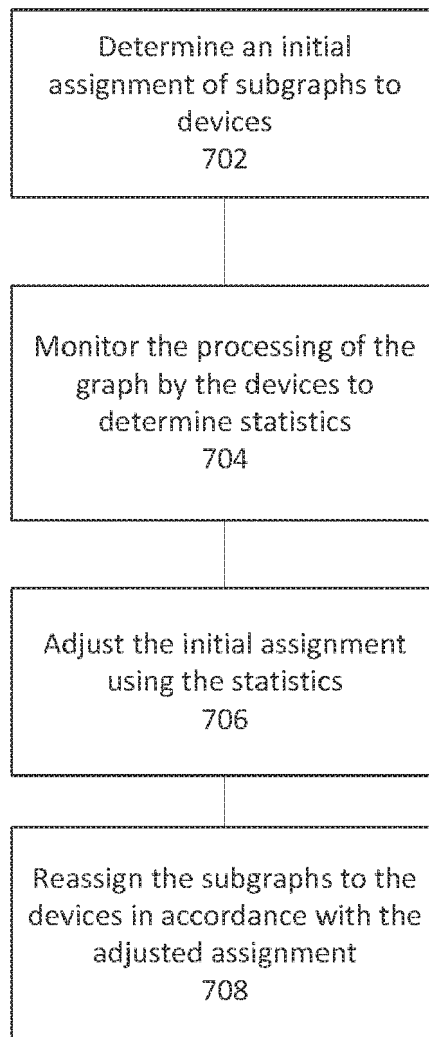 Determine an initial
assignment of subgraphs to
devices
702
Monitor the processing of the
graph by the devices to
determine statistics
704
Adjust the initial assignment
using the statistics
706
Reassign the subgraphs to the
devices in accordance with the
adjusted assignment
708